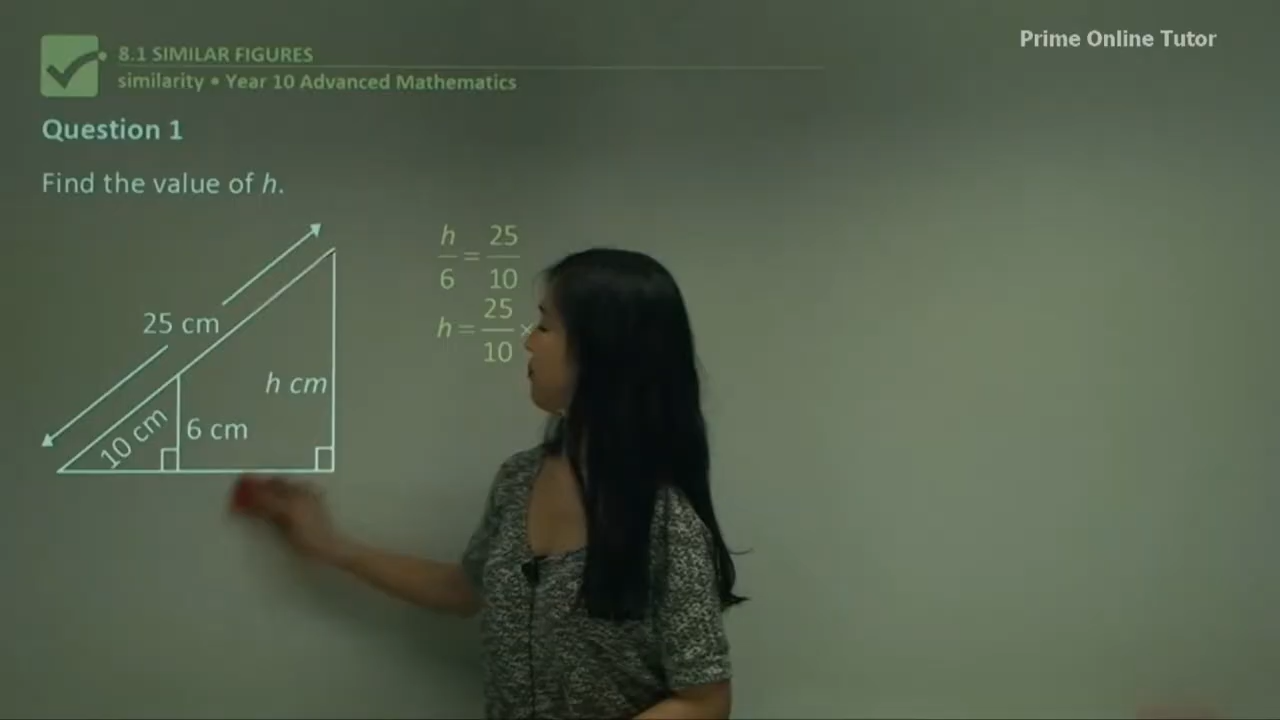 Prime Online Tutor
8.1 SIMILAR FIGURES
similarity • Year 10 Advanced Mathematics
Question 1
Find the value of h.
25 cm
10 cm
6 cm
h cm
h/6 = 25/10
h = 25/10 ×